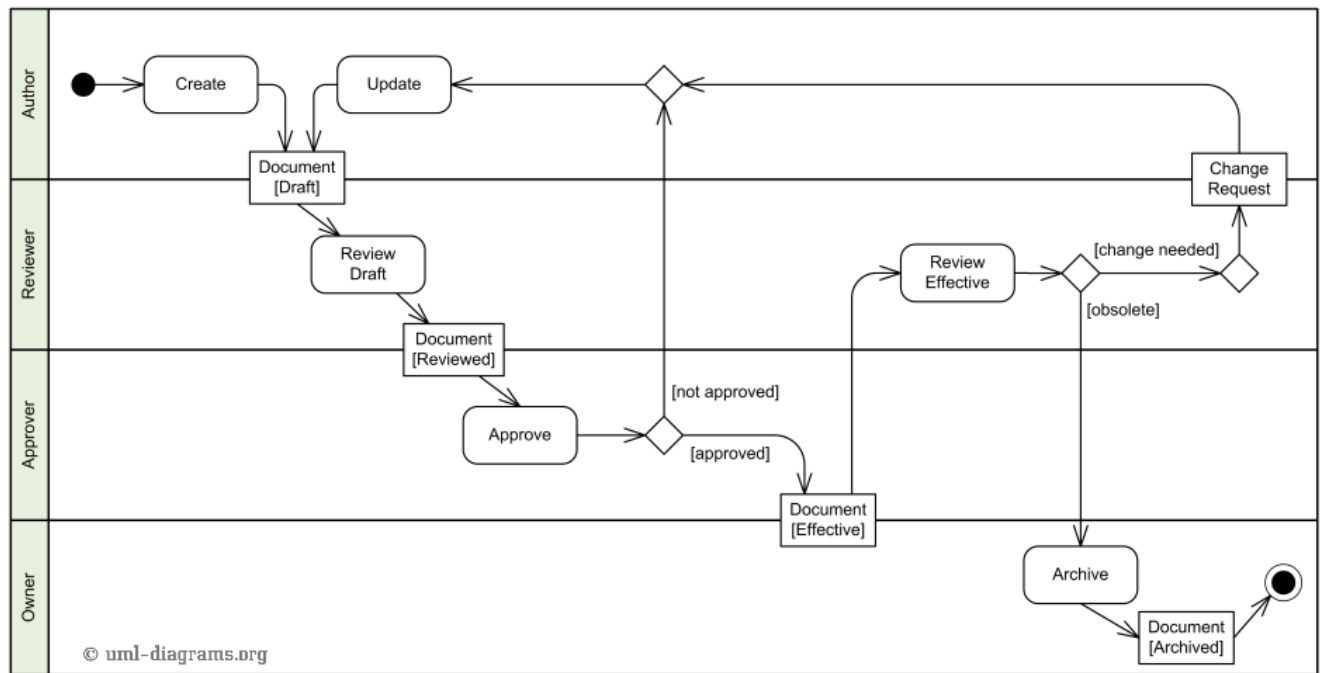 Author
Create
Update
Document
[Draft]
Change
Request
Reviewer
Review
Draft
Review
Effective
[change needed]
[obsolete]
Document
[Reviewed]
Approver
[not approved]
Approve
[approved]
Document
[Effective]
Owner
Archive
Document
[Archived]
© uml-diagrams.org